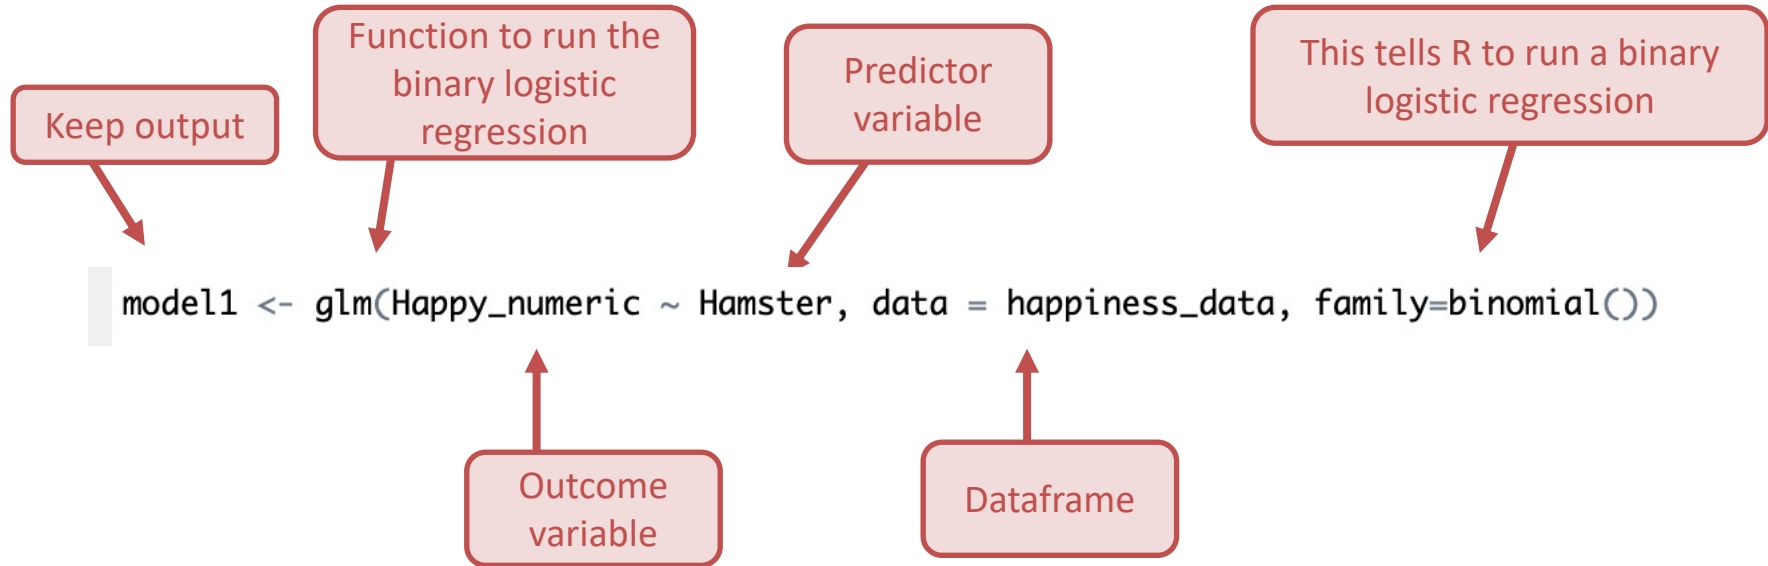 Function to run the
binary logistic
regression
Keep output
Predictor
variable
This tells R to run a binary
logistic regression
model1 <- glm(Happy_numeric ~ Hamster, data = happiness_data, family=binomial())
Outcome
variable
Dataframe